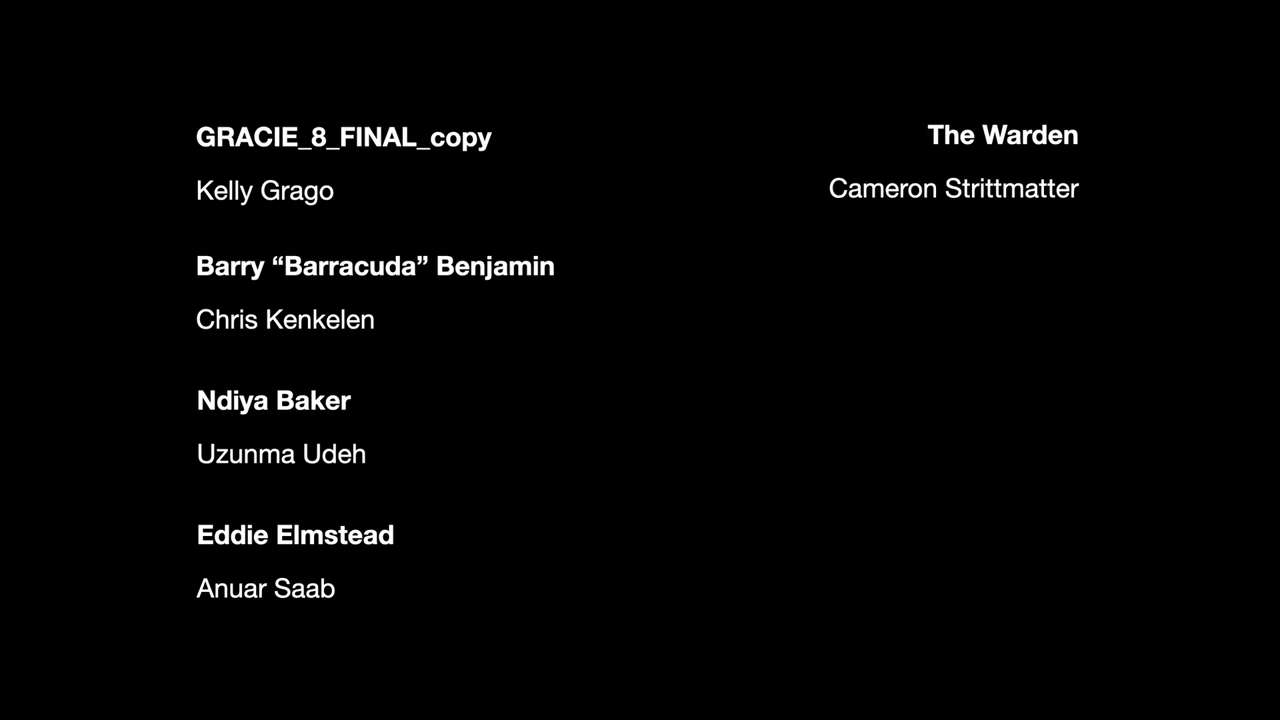 GRACIE_8_FINAL_copy
Kelly Grago
Barry “Barracuda” Benjamin
Chris Kenkelen
Ndiya Baker
Uzunma Udeh
Eddie Elmstead
Anuar Saab
The Warden
Cameron Strittmatter